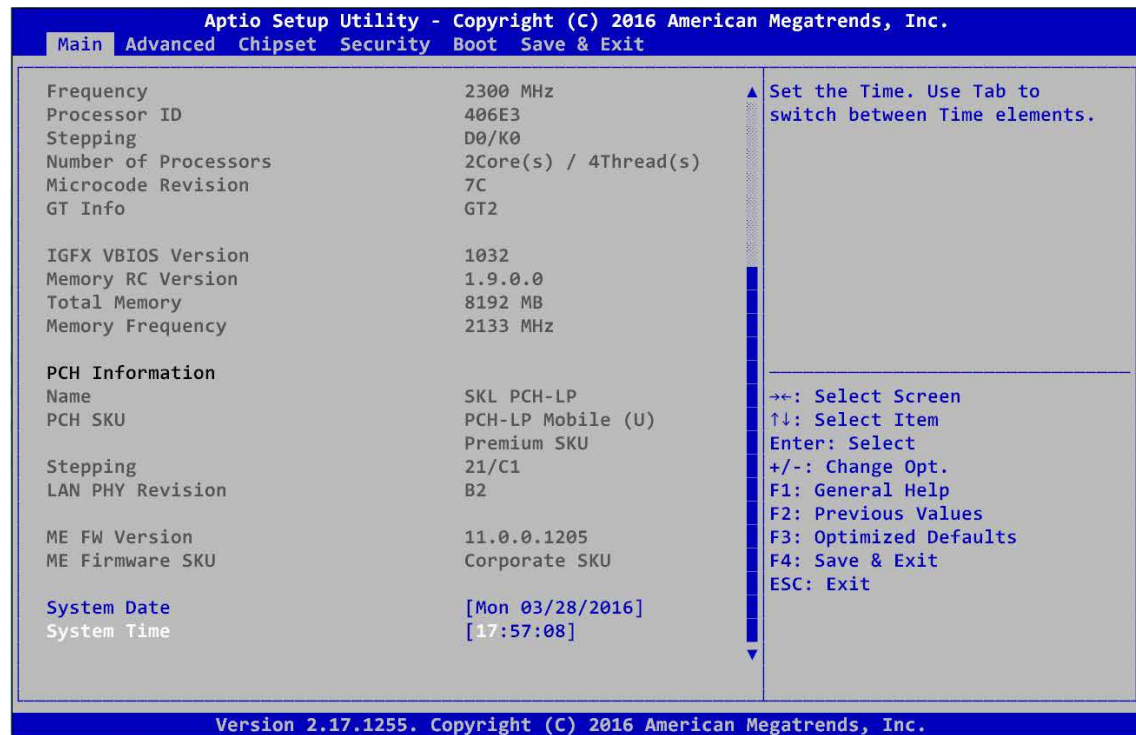 Aptio Setup Utility - Copyright (C) 2016 American Megatrends, Inc.
Main Advanced Chipset Security Boot Save & Exit
Frequency 2300 MHz
Processor ID 406E3
Stepping D0/K0
Number of Processors 2Core(s) / 4Thread(s)
Microcode Revision 7C
GT Info GT2
IGFX VBIOS Version 1032
Memory RC Version 1.9.0.0
Total Memory 8192 MB
Memory Frequency 2133 MHz
PCH Information
Name SKL PCH-LP
PCH SKU PCH-LP Mobile (U)
Premium SKU
Stepping 21/C1
LAN PHY Revision B2
ME FW Version 11.0.0.1205
ME Firmware SKU Corporate SKU
System Date [Mon 03/28/2016]
System Time [17:57:08]
Set the Time. Use Tab to
switch between Time elements.
→←: Select Screen
↑↓: Select Item
Enter: Select
+/-: Change Opt.
F1: General Help
F2: Previous Values
F3: Optimized Defaults
F4: Save & Exit
ESC: Exit
Version 2.17.1255. Copyright (C) 2016 American Megatrends, Inc.